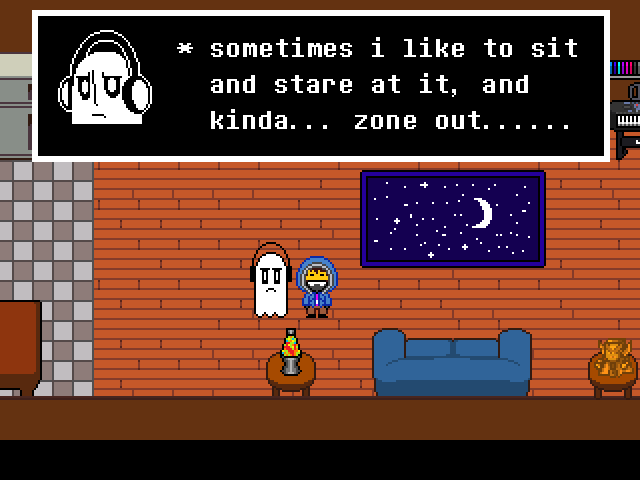 * sometimes i like to sit
and stare at it, and
kinda... zone out......